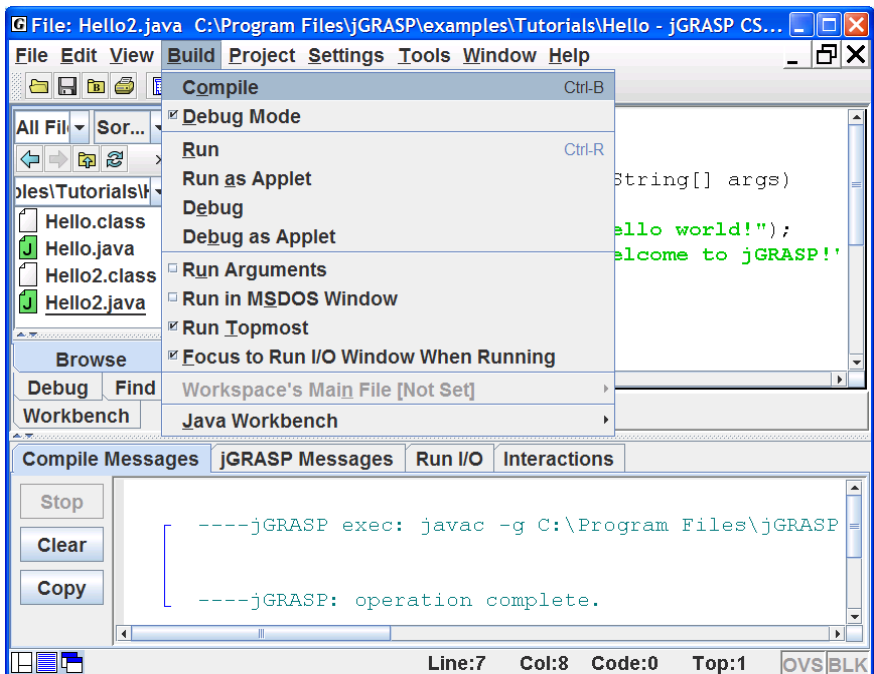 File: Hello2.java  C:\Program Files\jGRASP\examples\Tutorials\Hello - jGRASP CS...
File Edit View Build Project Settings Tools Window Help
Compile Ctrl-B
Debug Mode
Run Ctrl-R
Run as Applet
Debug
Debug as Applet
Run Arguments
Run in MSDOS Window
Run Topmost
Focus to Run I/O Window When Running
Workspace's Main File [Not Set]
Java Workbench
All Fil Sor...
ples\Tutorials\H
Hello.class
Hello.java
Hello2.class
Hello2.java
Browse
Debug Find
Workbench
String[] args)
ello world!");
elcome to jGRASP!'
Compile Messages jGRASP Messages Run I/O Interactions
Stop
Clear
Copy
----jGRASP exec: javac -g C:\Program Files\jGRASP
----jGRASP: operation complete.
Line:7 Col:8 Code:0 Top:1 OVS BLK